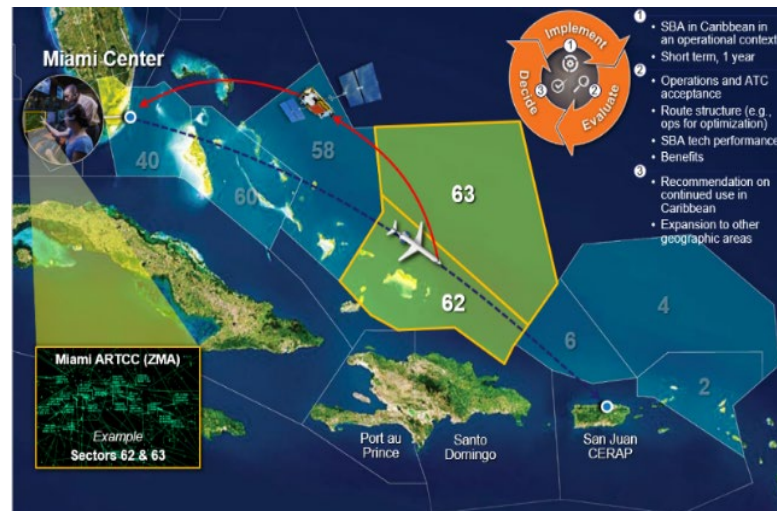 Miami Center
40
60
58
63
62
6
4
2
Miami ARTCC (ZMA)
Example
Sectors 62 & 63
Port au
Prince
Santo
Domingo
San Juan
CERAP
Implement
Evaluate
Decide
1
2
3
1
• SBA in Caribbean in
an operational context
• Short term, 1 year
2
• Operations and ATC
acceptance
• Route structure (e.g.,
ops for optimization)
• SBA tech performance
• Benefits
3
• Recommendation on
continued use in
Caribbean
• Expansion to other
geographic areas